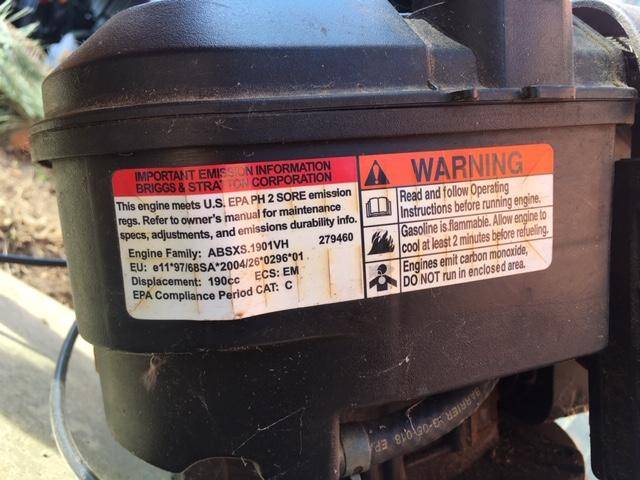 IMPORTANT EMISSION INFORMATION
BRIGGS & STRATTON CORPORATION
This engine meets U.S. EPA PH 2 SORE emission
regs. Refer to owner's manual for maintenance
specs, adjustments, and emissions durability info.
Engine Family: ABSXS.1901VH 279460
EU: e11*97/68SA*2004/26*0296*01
Displacement: 190cc ECS: EM
EPA Compliance Period CAT: C
WARNING
Read and follow Operating
Instructions before running engine.
Gasoline is flammable. Allow engine to
cool at least 2 minutes before refueling.
Engines emit carbon monoxide,
DO NOT run in enclosed area.
BARRIER
EPA